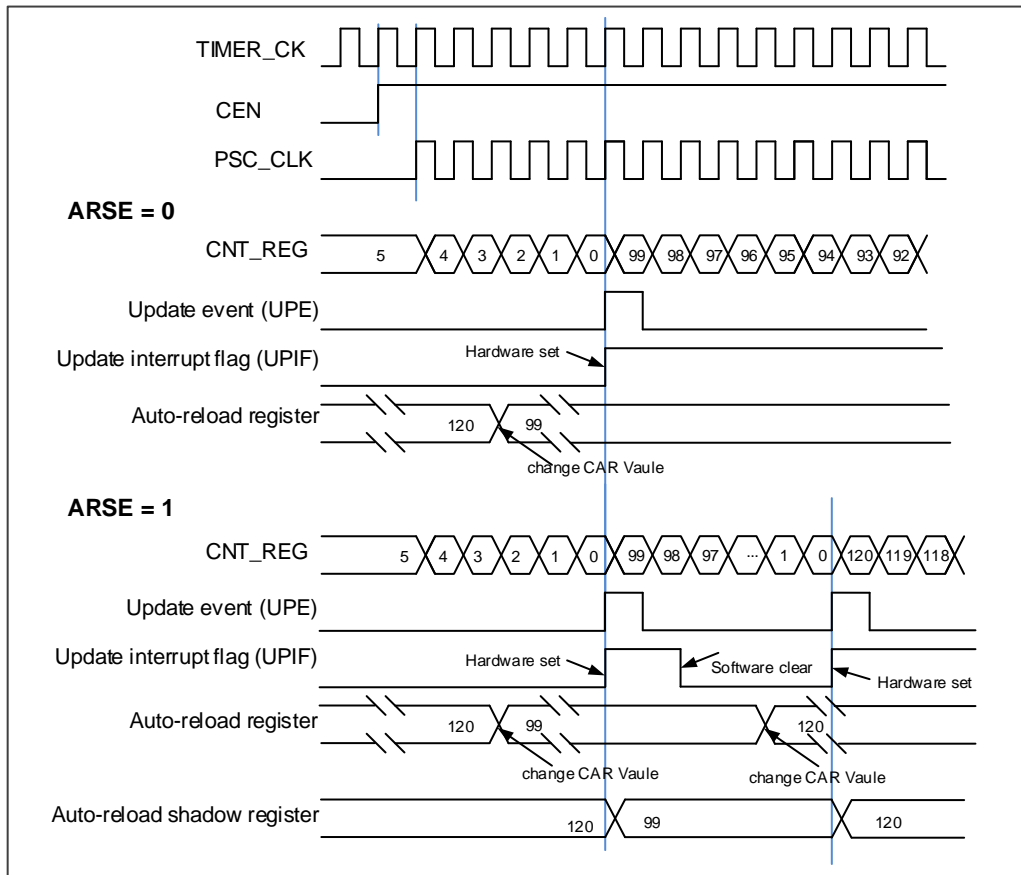 TIMER_CK
CEN
PSC_CLK
ARSE = 0
CNT_REG 5 4 3 2 1 0 99 98 97 96 95 94 93 92
Update event (UPE)
Update interrupt flag (UPIF) Hardware set
Auto-reload register 120 99
change CAR Vaule
ARSE = 1
CNT_REG 5 4 3 2 1 0 99 98 97 ... 1 0 120 119 118
Update event (UPE)
Update interrupt flag (UPIF) Hardware set Software clear Hardware set
Auto-reload register 120 99 120
change CAR Vaule change CAR Vaule
Auto-reload shadow register 120 99 120